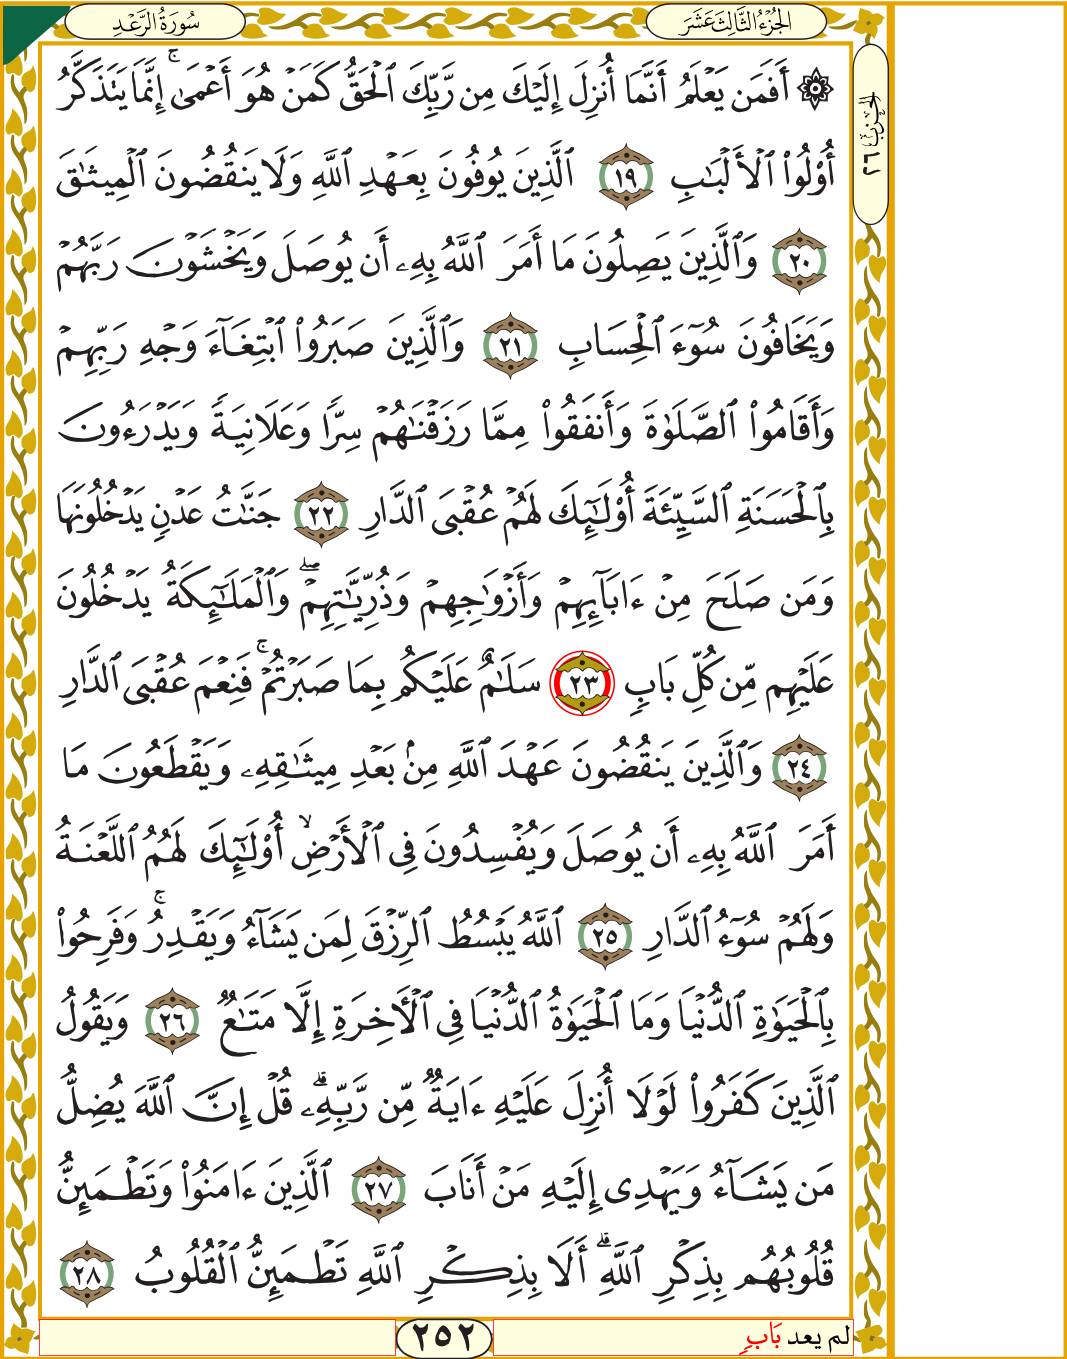 سُورَةُ الرَّعْدِ
الجُزْءُ الثَّالِثَ عَشَرَ
الحِزْبُ ٢٦
۞ أَفَمَن يَعْلَمُ أَنَّمَا أُنزِلَ إِلَيْكَ مِن رَّبِّكَ ٱلْحَقُّ كَمَنْ هُوَ أَعْمَىٰٓ ۚ إِنَّمَا يَتَذَكَّرُ
أُو۟لُوا۟ ٱلْأَلْبَٰبِ ١٩ ٱلَّذِينَ يُوفُونَ بِعَهْدِ ٱللَّهِ وَلَا يَنقُضُونَ ٱلْمِيثَٰقَ
٢٠ وَٱلَّذِينَ يَصِلُونَ مَا أَمَرَ ٱللَّهُ بِهِۦ أَن يُوصَلَ وَيَخْشَوْنَ رَبَّهُمْ
وَيَخَافُونَ سُوٓءَ ٱلْحِسَابِ ٢١ وَٱلَّذِينَ صَبَرُوا۟ ٱبْتِغَآءَ وَجْهِ رَبِّهِمْ
وَأَقَامُوا۟ ٱلصَّلَوٰةَ وَأَنفَقُوا۟ مِمَّا رَزَقْنَٰهُمْ سِرًّا وَعَلَانِيَةً وَيَدْرَءُونَ
بِٱلْحَسَنَةِ ٱلسَّيِّئَةَ أُو۟لَٰٓئِكَ لَهُمْ عُقْبَى ٱلدَّارِ ٢٢ جَنَّٰتُ عَدْنٍ يَدْخُلُونَهَا
وَمَن صَلَحَ مِنْ ءَابَآئِهِمْ وَأَزْوَٰجِهِمْ وَذُرِّيَّٰتِهِمْ ۖ وَٱلْمَلَٰٓئِكَةُ يَدْخُلُونَ
عَلَيْهِم مِّن كُلِّ بَابٍ ٢٣ سَلَٰمٌ عَلَيْكُم بِمَا صَبَرْتُمْ ۚ فَنِعْمَ عُقْبَى ٱلدَّارِ
٢٤ وَٱلَّذِينَ يَنقُضُونَ عَهْدَ ٱللَّهِ مِنۢ بَعْدِ مِيثَٰقِهِۦ وَيَقْطَعُونَ مَا
أَمَرَ ٱللَّهُ بِهِۦ أَن يُوصَلَ وَيُفْسِدُونَ فِى ٱلْأَرْضِ ۙ أُو۟لَٰٓئِكَ لَهُمُ ٱللَّعْنَةُ
وَلَهُمْ سُوٓءُ ٱلدَّارِ ٢٥ ٱللَّهُ يَبْسُطُ ٱلرِّزْقَ لِمَن يَشَآءُ وَيَقْدِرُ ۚ وَفَرِحُوا۟
بِٱلْحَيَوٰةِ ٱلدُّنْيَا وَمَا ٱلْحَيَوٰةُ ٱلدُّنْيَا فِى ٱلْأَخِرَةِ إِلَّا مَتَٰعٌ ٢٦ وَيَقُولُ
ٱلَّذِينَ كَفَرُوا۟ لَوْلَا أُنزِلَ عَلَيْهِ ءَايَةٌ مِّن رَّبِّهِۦ ۗ قُلْ إِنَّ ٱللَّهَ يُضِلُّ
مَن يَشَآءُ وَيَهْدِى إِلَيْهِ مَنْ أَنَابَ ٢٧ ٱلَّذِينَ ءَامَنُوا۟ وَتَطْمَئِنُّ
قُلُوبُهُم بِذِكْرِ ٱللَّهِ ۗ أَلَا بِذِكْرِ ٱللَّهِ تَطْمَئِنُّ ٱلْقُلُوبُ ٢٨
لم يعد بَابٍ
٢٥٢